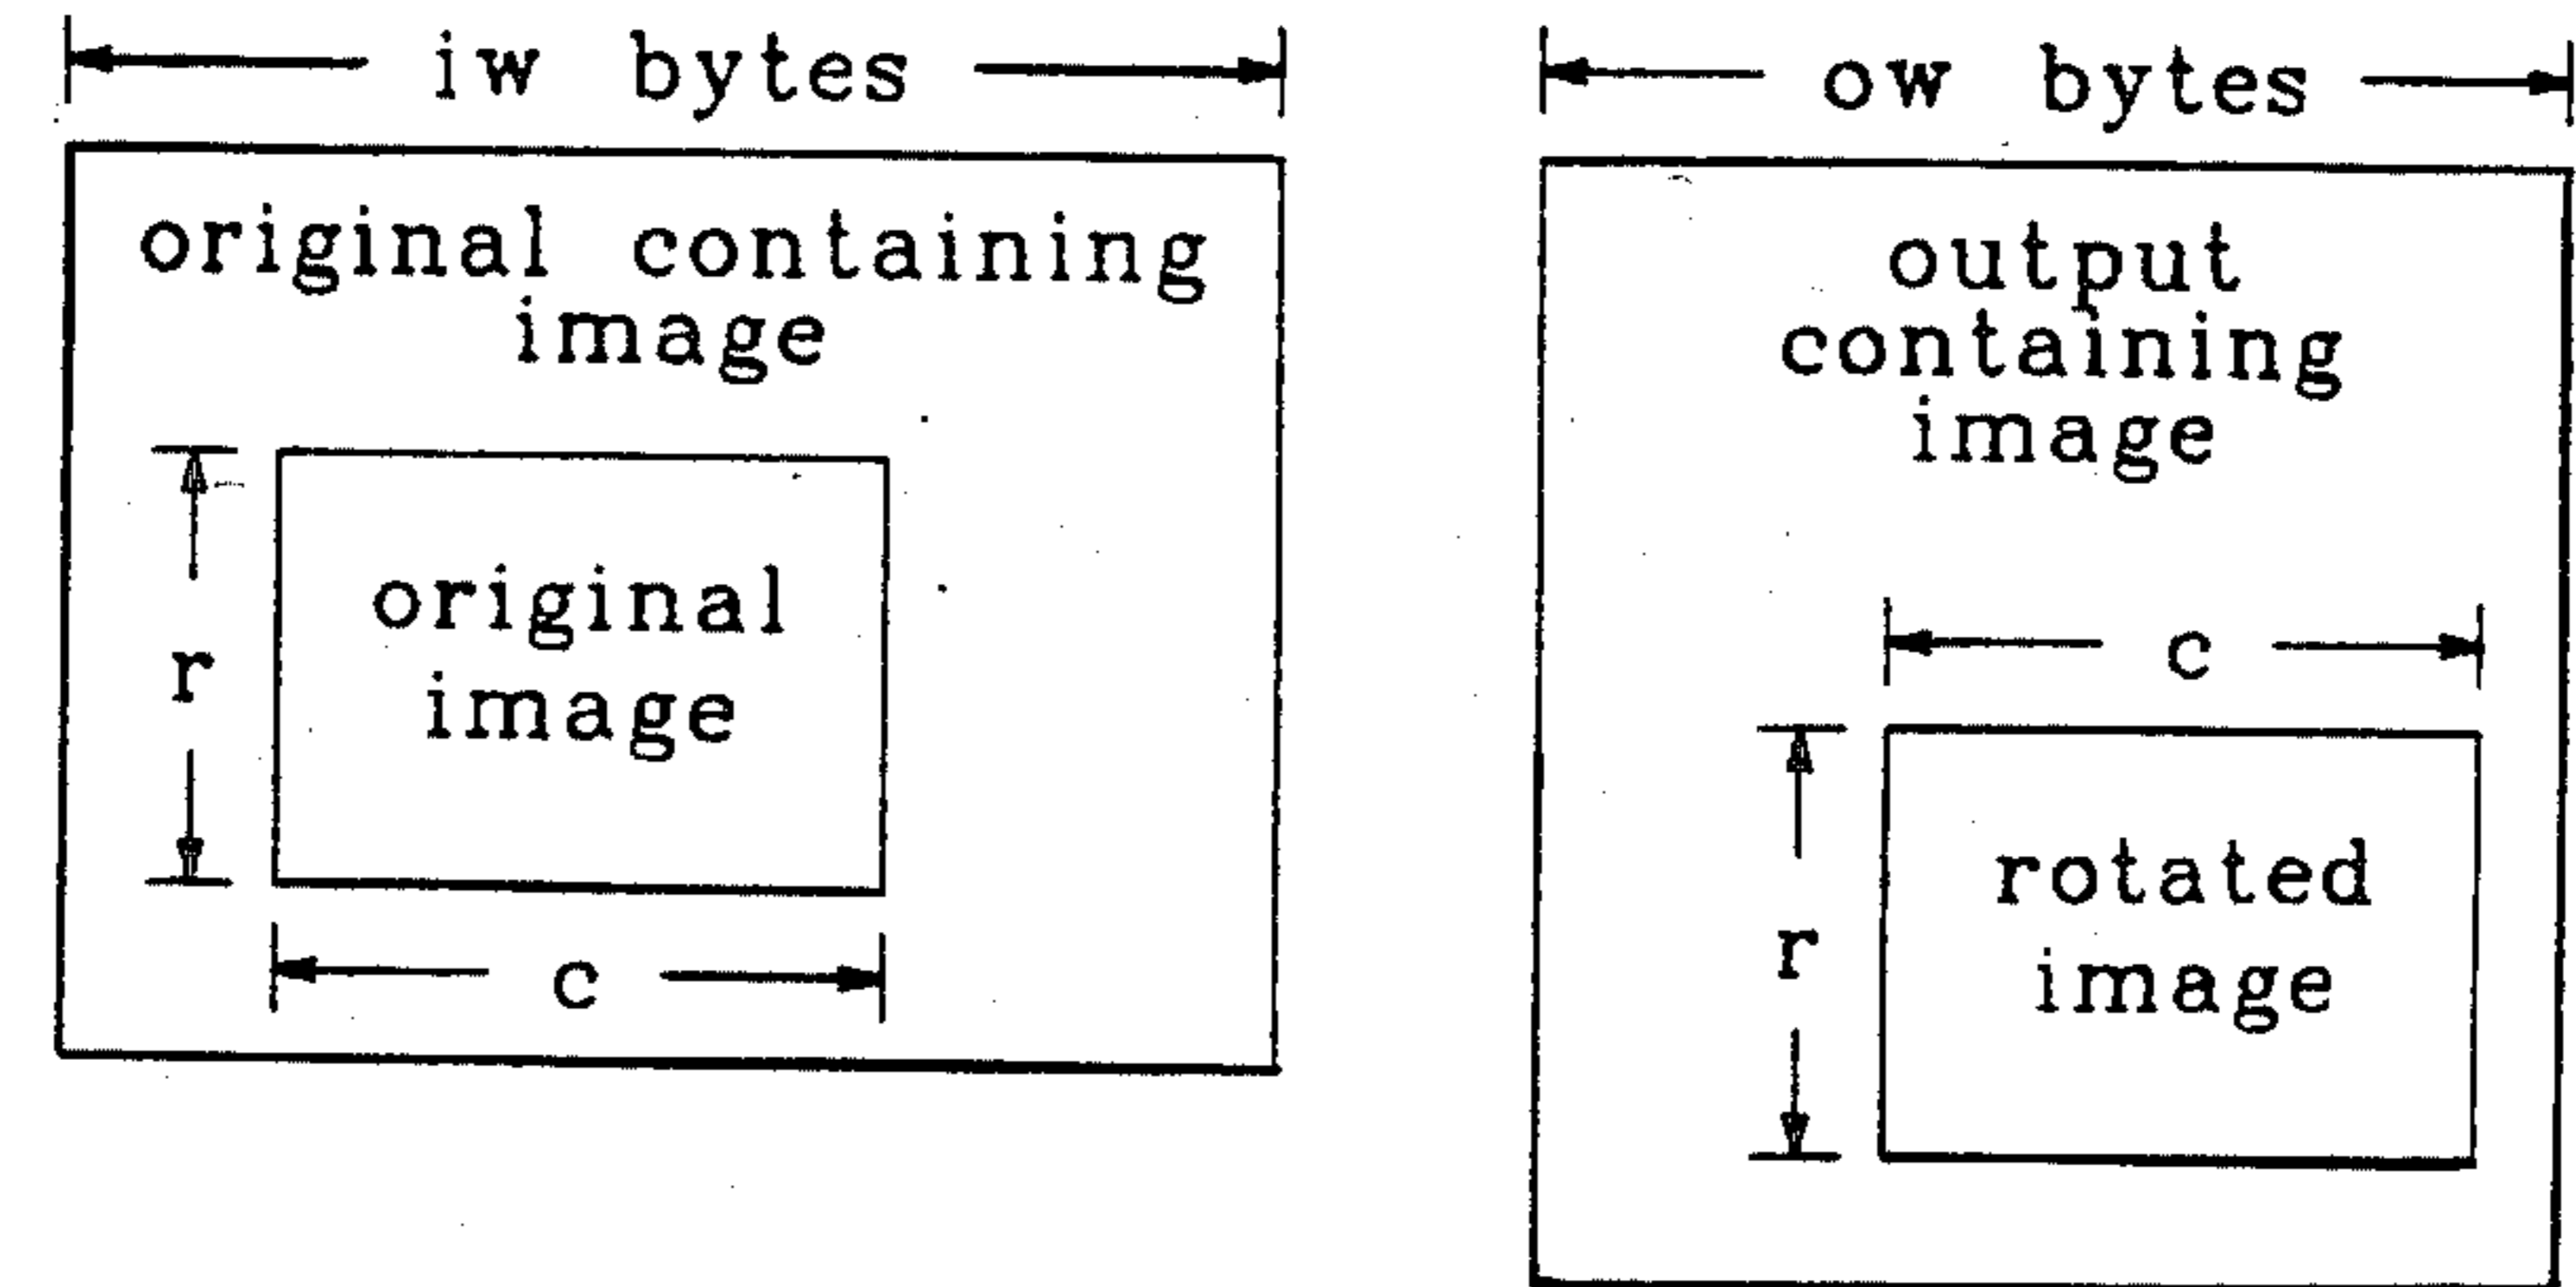 iw bytes
original containing
image
r
original
image
c
ow bytes
output
containing
image
c
r
rotated
image